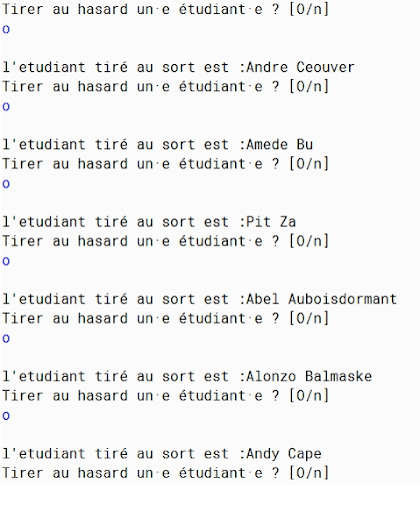 Tirer au hasard un·e étudiant·e ? [O/n]
o
l'etudiant tiré au sort est :Andre Ceouver
Tirer au hasard un·e étudiant·e ? [O/n]
o
l'etudiant tiré au sort est :Amede Bu
Tirer au hasard un·e étudiant·e ? [O/n]
o
l'etudiant tiré au sort est :Pit Za
Tirer au hasard un·e étudiant·e ? [O/n]
o
l'etudiant tiré au sort est :Abel Auboisdormant
Tirer au hasard un·e étudiant·e ? [O/n]
o
l'etudiant tiré au sort est :Alonzo Balmaske
Tirer au hasard un·e étudiant·e ? [O/n]
o
l'etudiant tiré au sort est :Andy Cape
Tirer au hasard un·e étudiant·e ? [O/n]